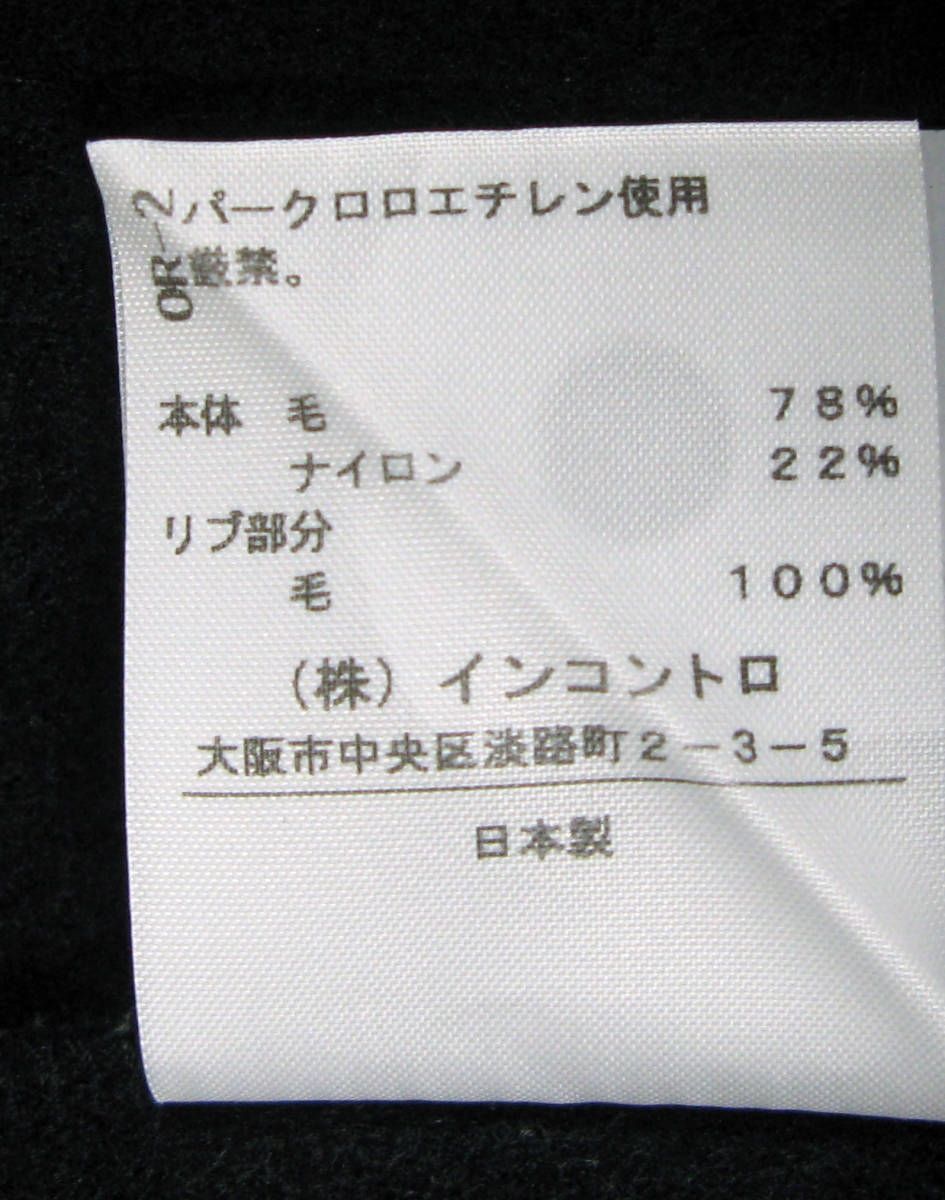 OR-2
パークロロエチレン使用
厳禁。
本体 毛 78%
ナイロン 22%
リブ部分
毛 100%
（株）インコントロ
大阪市中央区淡路町2-3-5
日本製